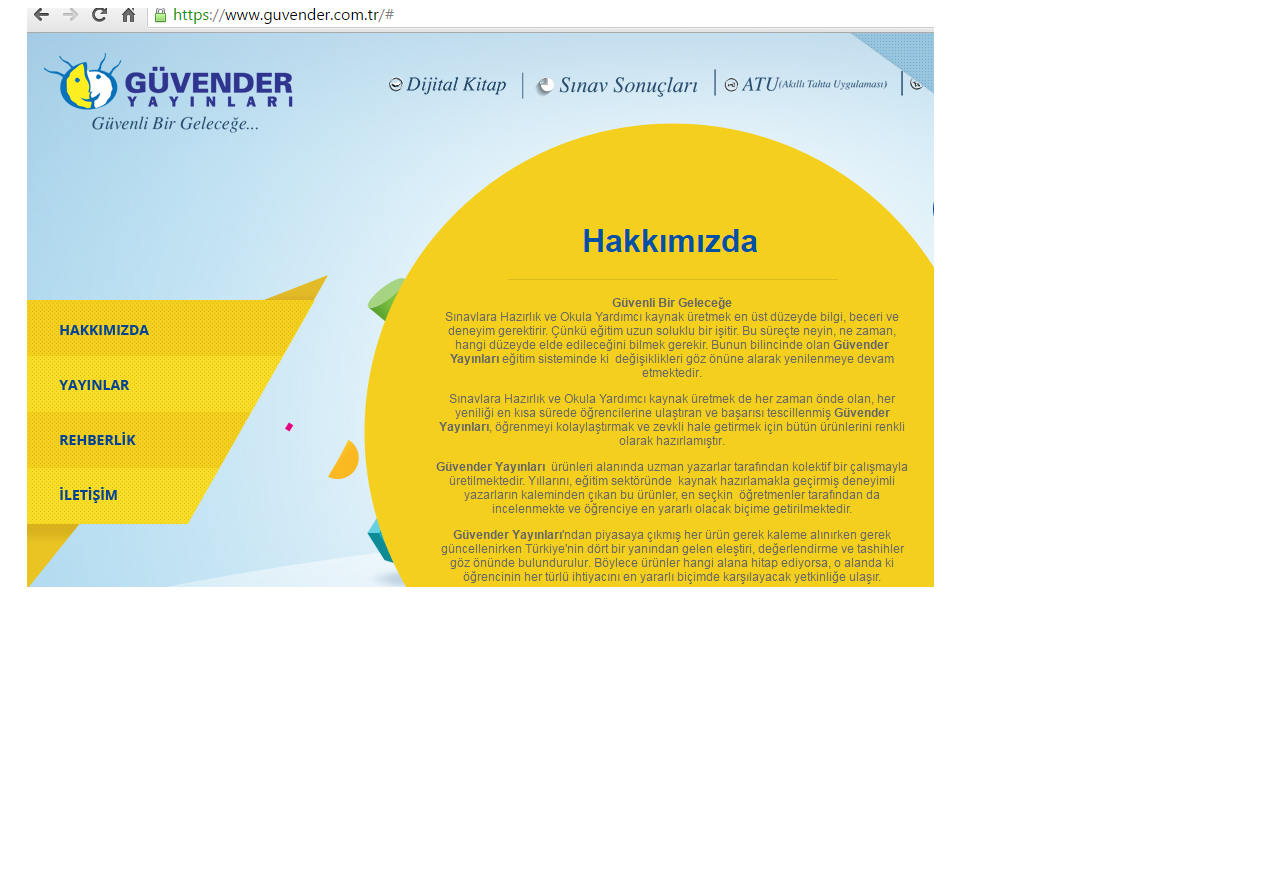 https://www.guvender.com.tr/#
GÜVENDER
YAYINLARI
Güvenli Bir Geleceğe...
Dijital Kitap
Sınav Sonuçları
ATU(Akıllı Tahta Uygulaması)
HAKKIMIZDA
YAYINLAR
REHBERLİK
İLETİŞİM
Hakkımızda
Güvenli Bir Geleceğe
Sınavlara Hazırlık ve Okula Yardımcı kaynak üretmek en üst düzeyde bilgi, beceri ve
deneyim gerektirir. Çünkü eğitim uzun soluklu bir işitir. Bu süreçte neyin, ne zaman,
hangi düzeyde elde edileceğini bilmek gerekir. Bunun bilincinde olan Güvender
Yayınları eğitim sisteminde ki değişiklikleri göz önüne alarak yenilenmeye devam
etmektedir.
Sınavlara Hazırlık ve Okula Yardımcı kaynak üretmek de her zaman önde olan, her
yeniliği en kısa sürede öğrencilerine ulaştıran ve başarısı tescillenmiş Güvender
Yayınları, öğrenmeyi kolaylaştırmak ve zevkli hale getirmek için bütün ürünlerini renkli
olarak hazırlamıştır.
Güvender Yayınları ürünleri alanında uzman yazarlar tarafından kolektif bir çalışmayla
üretilmektedir. Yıllarını, eğitim sektöründe kaynak hazırlamakla geçirmiş deneyimli
yazarların kaleminden çıkan bu ürünler, en seçkin öğretmenler tarafından da
incelenmekte ve öğrenciye en yararlı olacak biçime getirilmektedir.
Güvender Yayınları'ndan piyasaya çıkmış her ürün gerek kaleme alınırken gerek
güncellenirken Türkiye'nin dört bir yanından gelen eleştiri, değerlendirme ve tashihler
göz önünde bulundurulur. Böylece ürünler hangi alana hitap ediyorsa, o alanda ki
öğrencinin her türlü ihtiyacını en yararlı biçimde karşılayacak yetkinliğe ulaşır.